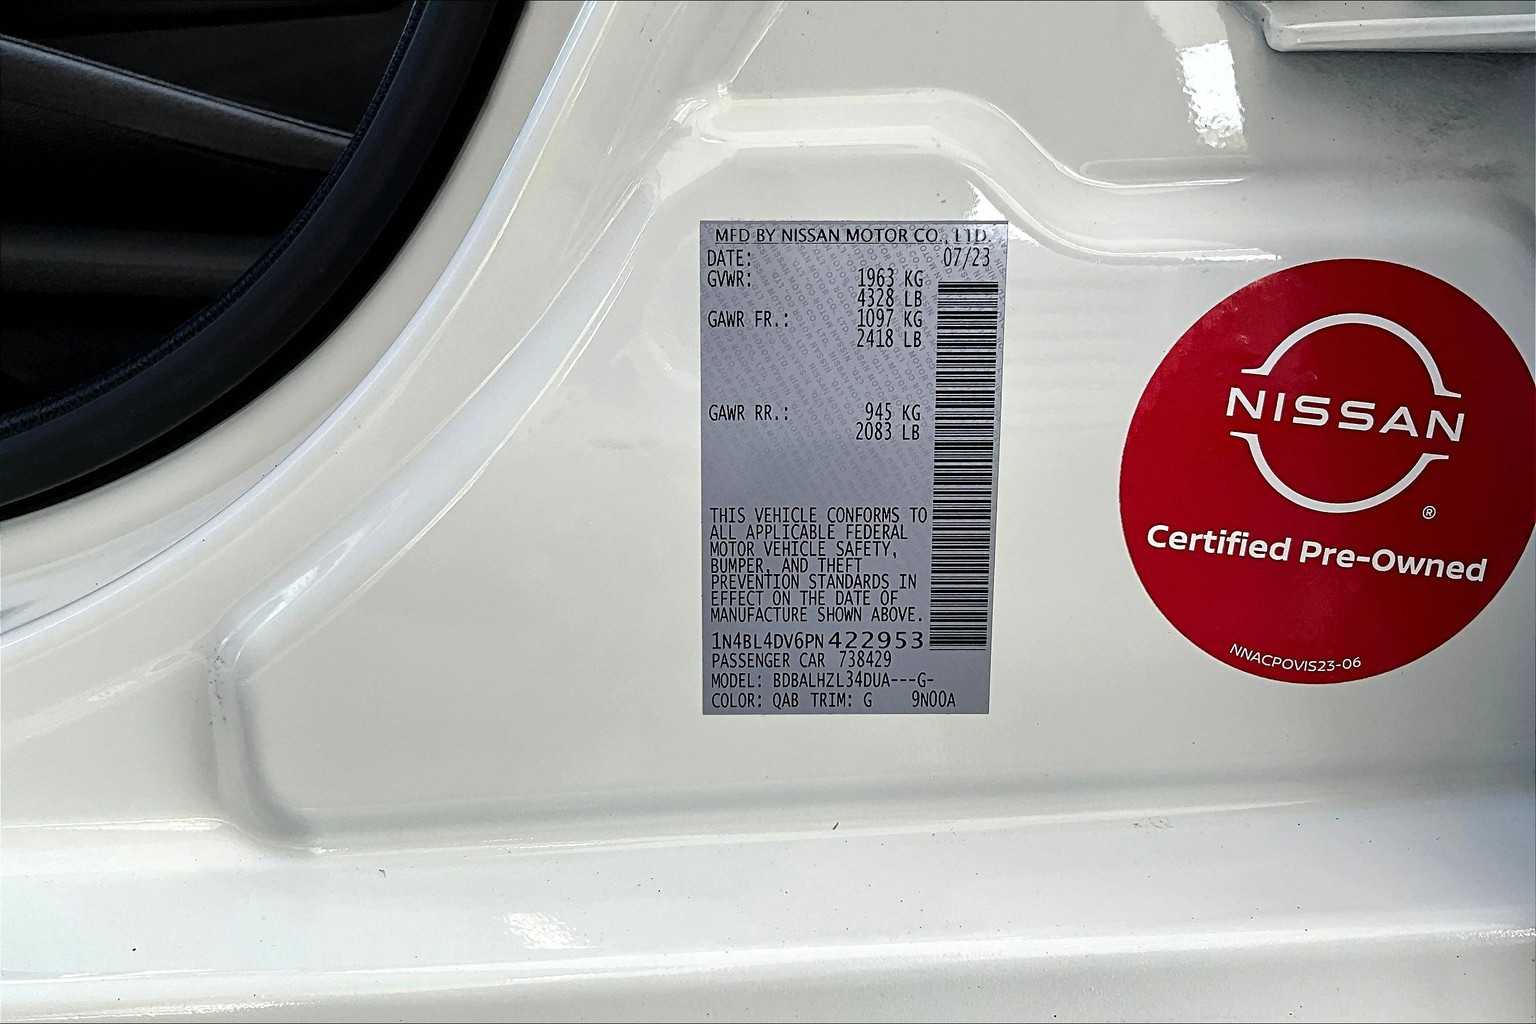 MFD BY NISSAN MOTOR CO., LTD.
DATE: 07/23
GVWR: 1963 KG
4328 LB
GAWR FR.: 1097 KG
2418 LB
GAWR RR.: 945 KG
2083 LB
THIS VEHICLE CONFORMS TO
ALL APPLICABLE FEDERAL
MOTOR VEHICLE SAFETY,
BUMPER, AND THEFT
PREVENTION STANDARDS IN
EFFECT ON THE DATE OF
MANUFACTURE SHOWN ABOVE.
1N4BL4DV6PN422953
PASSENGER CAR 738429
MODEL: BDBALHZL34DUA---G-
COLOR: QAB TRIM: G 9N00A
NISSAN
®
Certified Pre-Owned
NNACPOVIS23-06